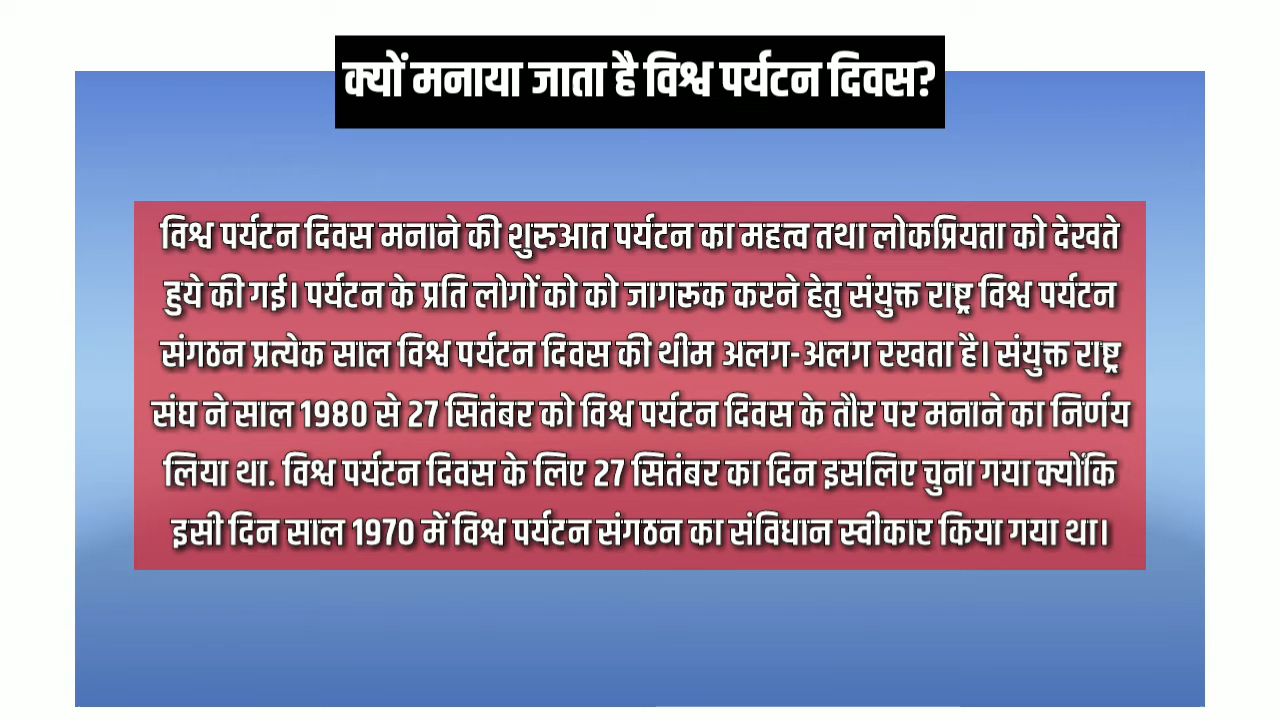 क्यों मनाया जाता है विश्व पर्यटन दिवस?
विश्व पर्यटन दिवस मनाने की शुरुआत पर्यटन का महत्व तथा लोकप्रियता को देखते
हुये की गई। पर्यटन के प्रति लोगों को को जागरूक करने हेतु संयुक्त राष्ट्र विश्व पर्यटन
संगठन प्रत्येक साल विश्व पर्यटन दिवस की थीम अलग-अलग रखता है। संयुक्त राष्ट्र
संघ ने साल 1980 से 27 सितंबर को विश्व पर्यटन दिवस के तौर पर मनाने का निर्णय
लिया था. विश्व पर्यटन दिवस के लिए 27 सितंबर का दिन इसलिए चुना गया क्योंकि
इसी दिन साल 1970 में विश्व पर्यटन संगठन का संविधान स्वीकार किया गया था।